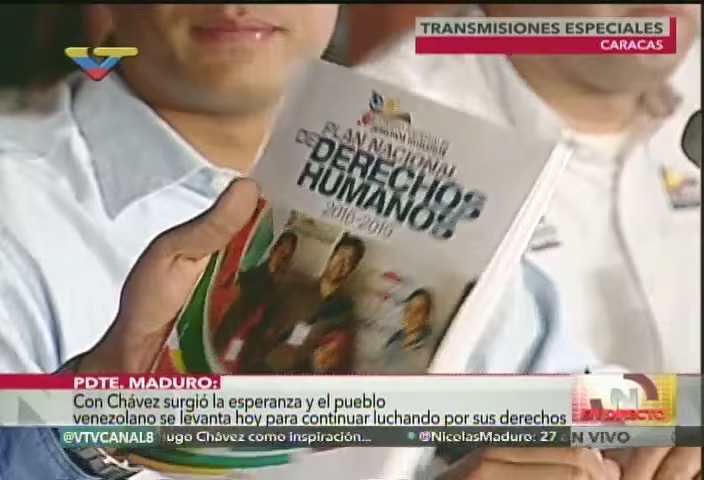 TRANSMISIONES ESPECIALES
CARACAS
PLAN NACIONAL
DE DERECHOS
HUMANOS
2016-2019
PDTE. MADURO:
Con Chávez surgió la esperanza y el pueblo
venezolano se levanta hoy para continuar luchando por sus derechos
EN DIRECTO
@VTVCANAL8 ugo Chávez como inspiración... @NicolasMaduro: 27 EN VIVO